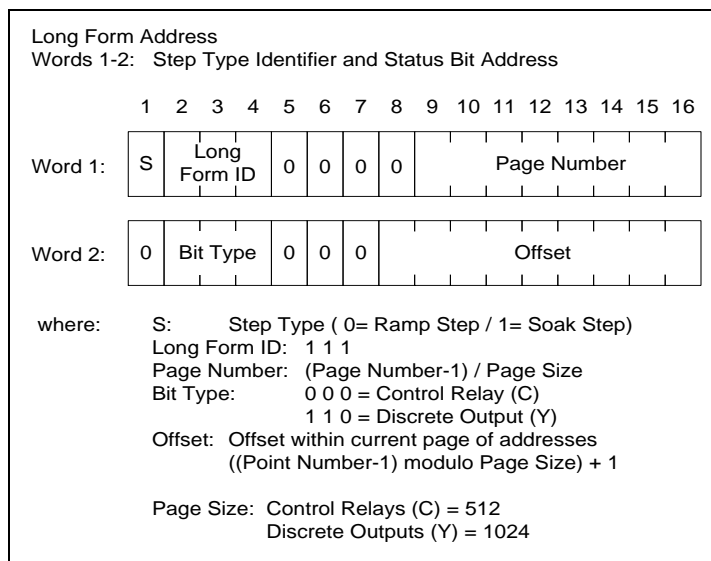 Long Form Address
Words 1-2: Step Type Identifier and Status Bit Address
1 2 3 4 5 6 7 8 9 10 11 12 13 14 15 16
Word 1: S Long Form ID 0 0 0 0 Page Number
Word 2: 0 Bit Type 0 0 0 Offset
where: S: Step Type ( 0= Ramp Step / 1= Soak Step)
Long Form ID: 1 1 1
Page Number: (Page Number-1) / Page Size
Bit Type: 0 0 0 = Control Relay (C)
1 1 0 = Discrete Output (Y)
Offset: Offset within current page of addresses
((Point Number-1) modulo Page Size) + 1
Page Size: Control Relays (C) = 512
Discrete Outputs (Y) = 1024